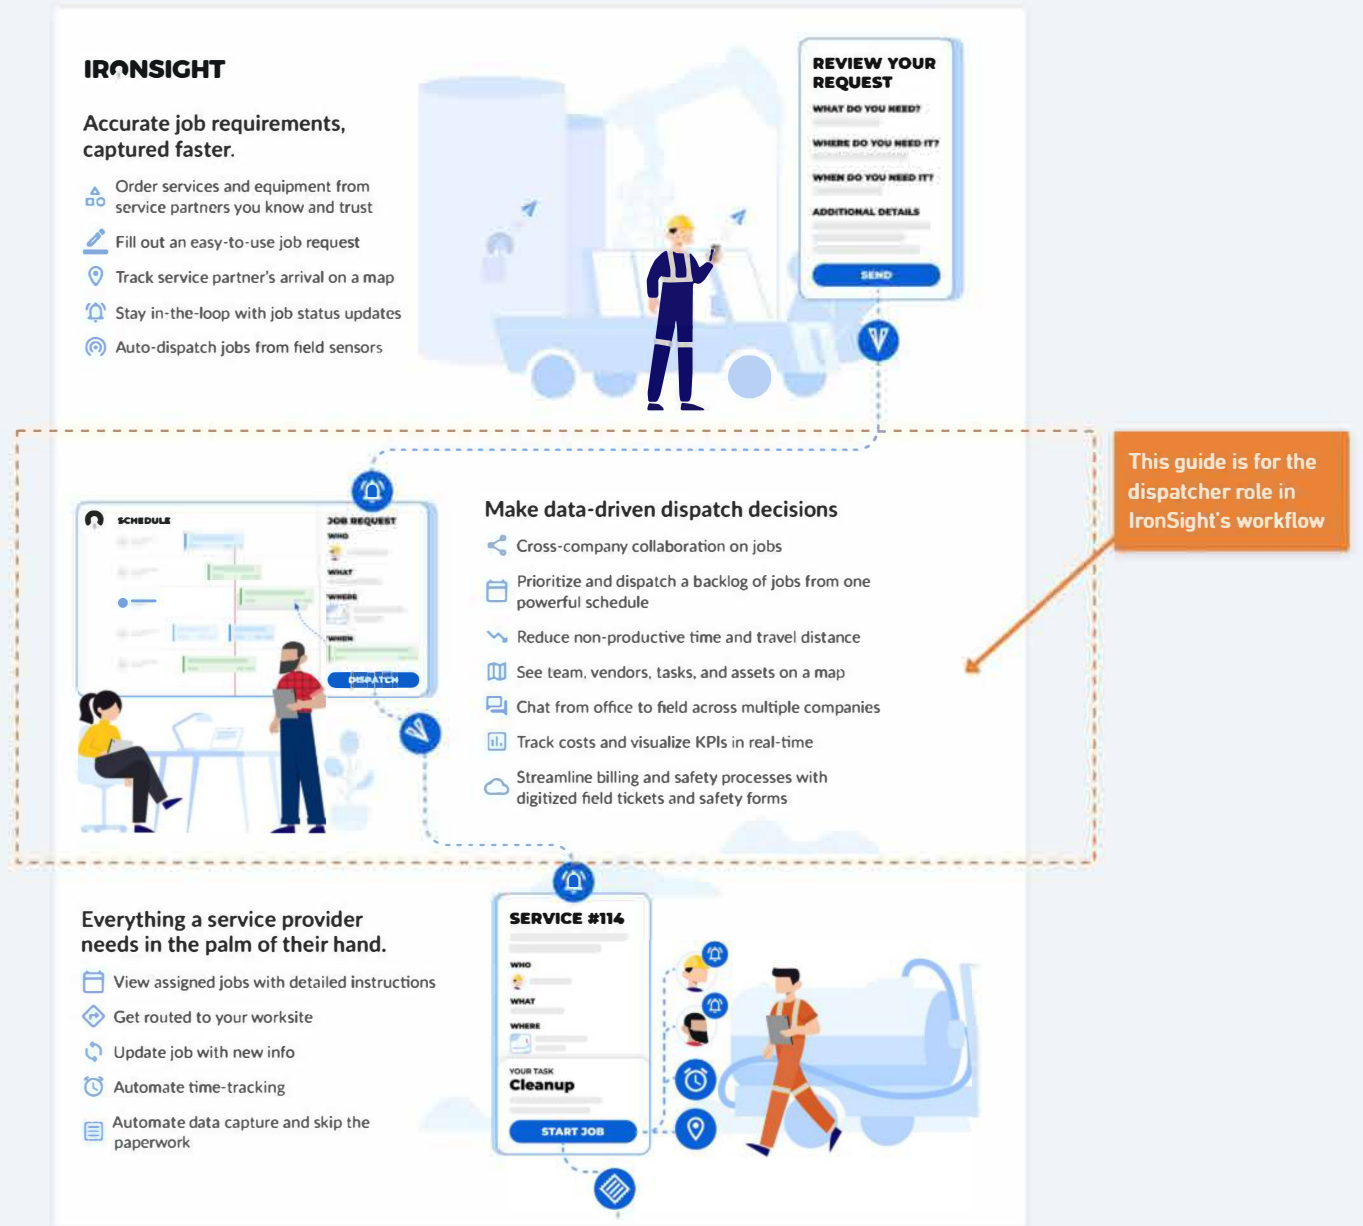 IRONSIGHT
Accurate job requirements,
captured faster.
Order services and equipment from
service partners you know and trust
Fill out an easy-to-use job request
Track service partner's arrival on a map
Stay in-the-loop with job status updates
Auto-dispatch jobs from field sensors
REVIEW YOUR
REQUEST
WHAT DO YOU NEED?
WHERE DO YOU NEED IT?
WHEN DO YOU NEED IT?
ADDITIONAL DETAILS
SEND
This guide is for the
dispatcher role in
IronSight's workflow
SCHEDULE
JOB REQUEST
WHO
WHAT
WHERE
WHEN
DISPATCH
Make data-driven dispatch decisions
Cross-company collaboration on jobs
Prioritize and dispatch a backlog of jobs from one
powerful schedule
Reduce non-productive time and travel distance
See team, vendors, tasks, and assets on a map
Chat from office to field across multiple companies
Track costs and visualize KPIs in real-time
Streamline billing and safety processes with
digitized field tickets and safety forms
Everything a service provider
needs in the palm of their hand.
View assigned jobs with detailed instructions
Get routed to your worksite
Update job with new info
Automate time-tracking
Automate data capture and skip the
paperwork
SERVICE #114
WHO
WHAT
WHERE
YOUR TASK
Cleanup
START JOB